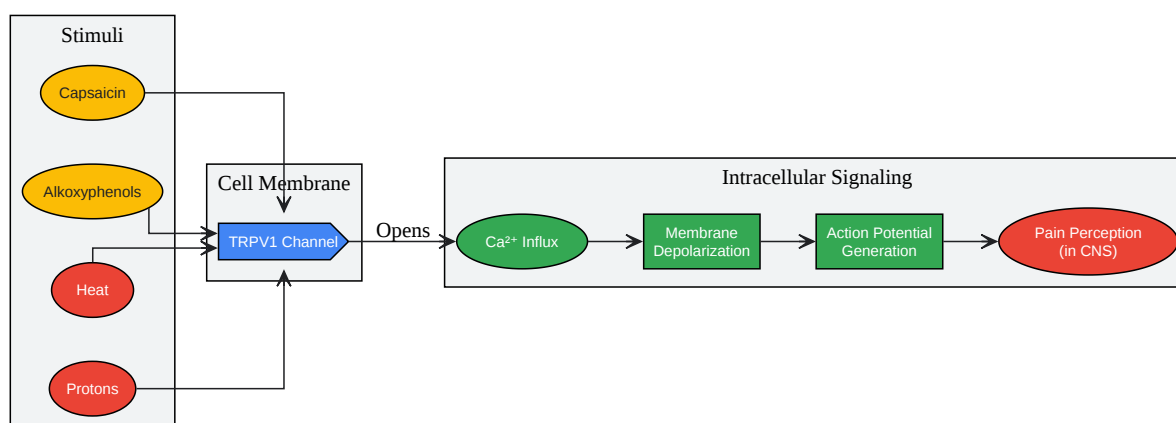 Stimuli
Capsaicin
Alkoxyphenols
Heat
Protons
Cell Membrane
TRPV1 Channel
Opens
Intracellular Signaling
Ca²⁺ Influx
Membrane
Depolarization
Action Potential
Generation
Pain Perception
(in CNS)